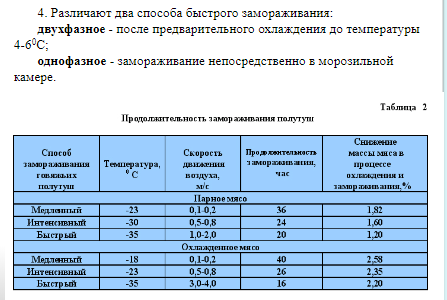 4. Различают два способа быстрого замораживания:
двухфазное - после предварительного охлаждения до температуры
4-6⁰С;
однофазное - замораживание непосредственно в морозильной
камере.
Таблица 2
Продолжительность замораживания полутуш
Способ замораживания говяжьих полутуш | Температура, ⁰ С | Скорость движения воздуха, м/с | Продолжительность замораживания, час | Снижение массы мяса в процессе охлаждения и замораживания,%
Парное мясо
Медленный | -23 | 0,1-0,2 | 36 | 1,82
Интенсивный | -30 | 0,5-0,8 | 24 | 1,60
Быстрый | -35 | 1,0-2,0 | 20 | 1,20
Охлажденное мясо
Медленный | -18 | 0,1-0,2 | 40 | 2,58
Интенсивный | -23 | 0,5-0,8 | 26 | 2,35
Быстрый | -35 | 3,0-4,0 | 16 | 2,20